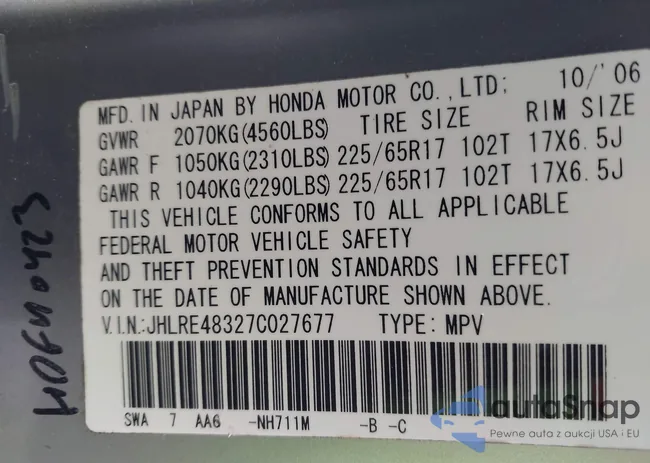 MFD. IN JAPAN BY HONDA MOTOR CO., LTD; 10/'06
GVWR 2070KG(4560LBS) TIRE SIZE RIM SIZE
GAWR F 1050KG(2310LBS) 225/65R17 102T 17X6.5J
GAWR R 1040KG(2290LBS) 225/65R17 102T 17X6.5J
THIS VEHICLE CONFORMS TO ALL APPLICABLE
FEDERAL MOTOR VEHICLE SAFETY
AND THEFT PREVENTION STANDARDS IN EFFECT
ON THE DATE OF MANUFACTURE SHOWN ABOVE.
V.I.N.:JHLRE48327C027677 TYPE: MPV
SWA 7 AA6 -NH711M -B -C
autoSnap
Pewne auta z aukcji USA i EU